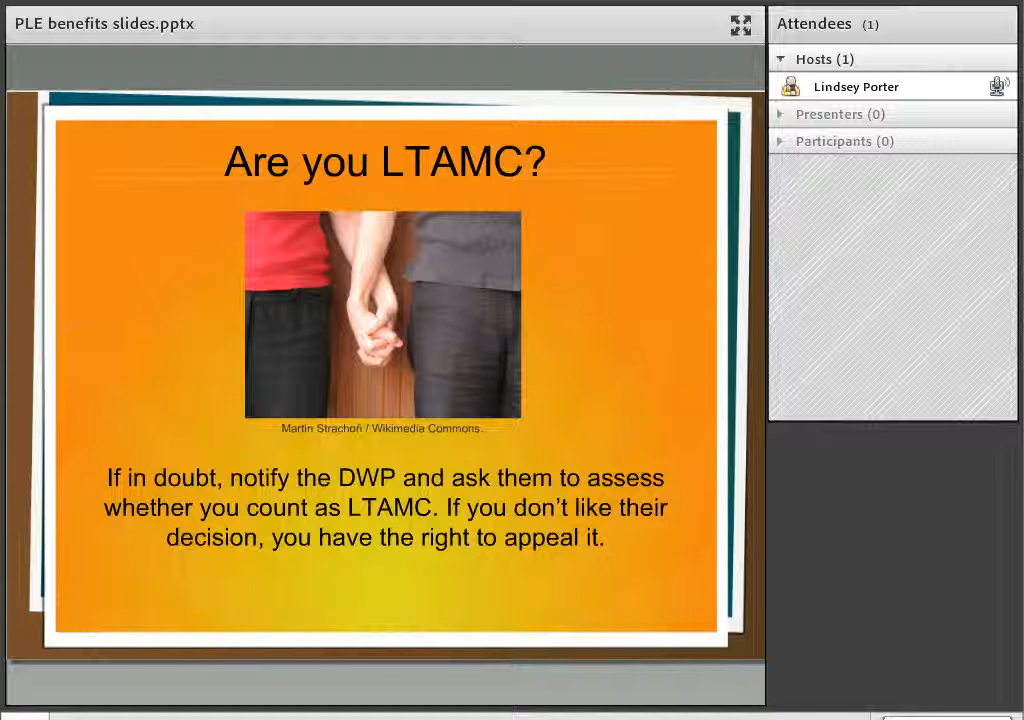 PLE benefits slides.pptx
Are you LTAMC?
Martin Strachoň / Wikimedia Commons.
If in doubt, notify the DWP and ask them to assess
whether you count as LTAMC. If you don’t like their
decision, you have the right to appeal it.
Attendees (1)
Hosts (1)
Lindsey Porter
Presenters (0)
Participants (0)